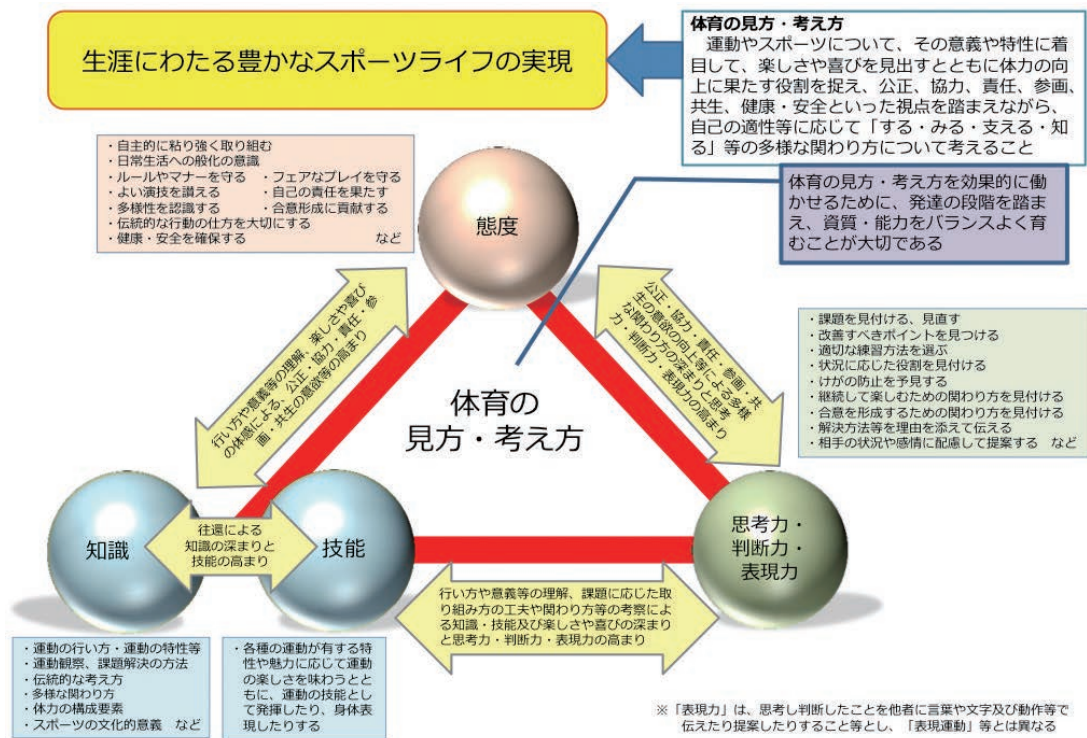 生涯にわたる豊かなスポーツライフの実現
体育の見方・考え方
運動やスポーツについて、その意義や特性に着
目して、楽しさや喜びを見出すとともに体力の向
上に果たす役割を捉え、公正、協力、責任、参画、
共生、健康・安全といった視点を踏まえながら、
自己の適性等に応じて「する・みる・支える・知
る」等の多様な関わり方について考えること
・自主的に粘り強く取り組む
・日常生活への般化の意識
・ルールやマナーを守る ・フェアなプレイを守る
・よい演技を讃える ・自己の責任を果たす
・多様性を認識する ・合意形成に貢献する
・伝統的な行動の仕方を大切にする
・健康・安全を確保する など
態度
体育の見方・考え方を効果的に働
かせるために、発達の段階を踏ま
え、資質・能力をバランスよく育
むことが大切である
行い方や意義等の理解、楽しさや喜び
の体感による、公正・協力・責任・参
画・共生の意欲等の高まり
公正・協力・責任・参画・共
生の意欲の向上等による多様
な関わり方の深まりと思考
力・判断力・表現力の高まり
・課題を見付ける、見直す
・改善すべきポイントを見つける
・適切な練習方法を選ぶ
・状況に応じた役割を見付ける
・けがの防止を予見する
・継続して楽しむための関わり方を見付ける
・合意を形成するための関わり方を見付ける
・解決方法等を理由を添えて伝える
・相手の状況や感情に配慮して提案する など
体育の
見方・考え方
知識
往還による
知識の深まりと
技能の高まり
技能
思考力・
判断力・
表現力
行い方や意義等の理解、課題に応じた取
り組み方の工夫や関わり方等の考察によ
る知識・技能及び楽しさや喜びの深まり
と思考力・判断力・表現力の高まり
・運動の行い方・運動の特性等
・運動観察、課題解決の方法
・伝統的な考え方
・多様な関わり方
・体力の構成要素
・スポーツの文化的意義 など
・各種の運動が有する特
性や魅力に応じて運動
の楽しさを味わうとと
もに、運動の技能とし
て発揮したり、身体表
現したりする
※「表現力」は、思考し判断したことを他者に言葉や文字及び動作等で
伝えたり提案したりすること等とし、「表現運動」等とは異なる